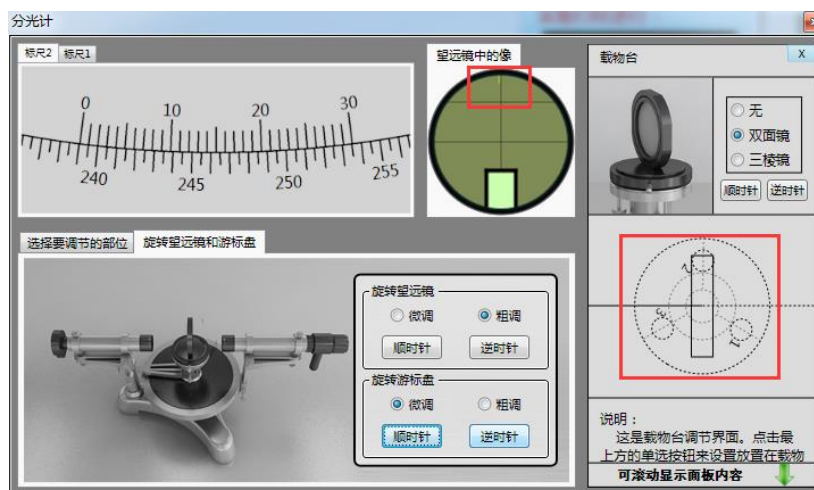 分光计
标尺2 标尺1
0 10 20 30
240 245 250 255
望远镜中的像
载物台 X
无
双面镜
三棱镜
顺时针 逆时针
选择要调节的部位 旋转望远镜和游标盘
旋转望远镜
微调 粗调
顺时针 逆时针
旋转游标盘
微调 粗调
顺时针 逆时针
2
3
1
说明：
这是载物台调节界面。点击最
上方的单选按钮来设置放置在载物
可滚动显示面板内容